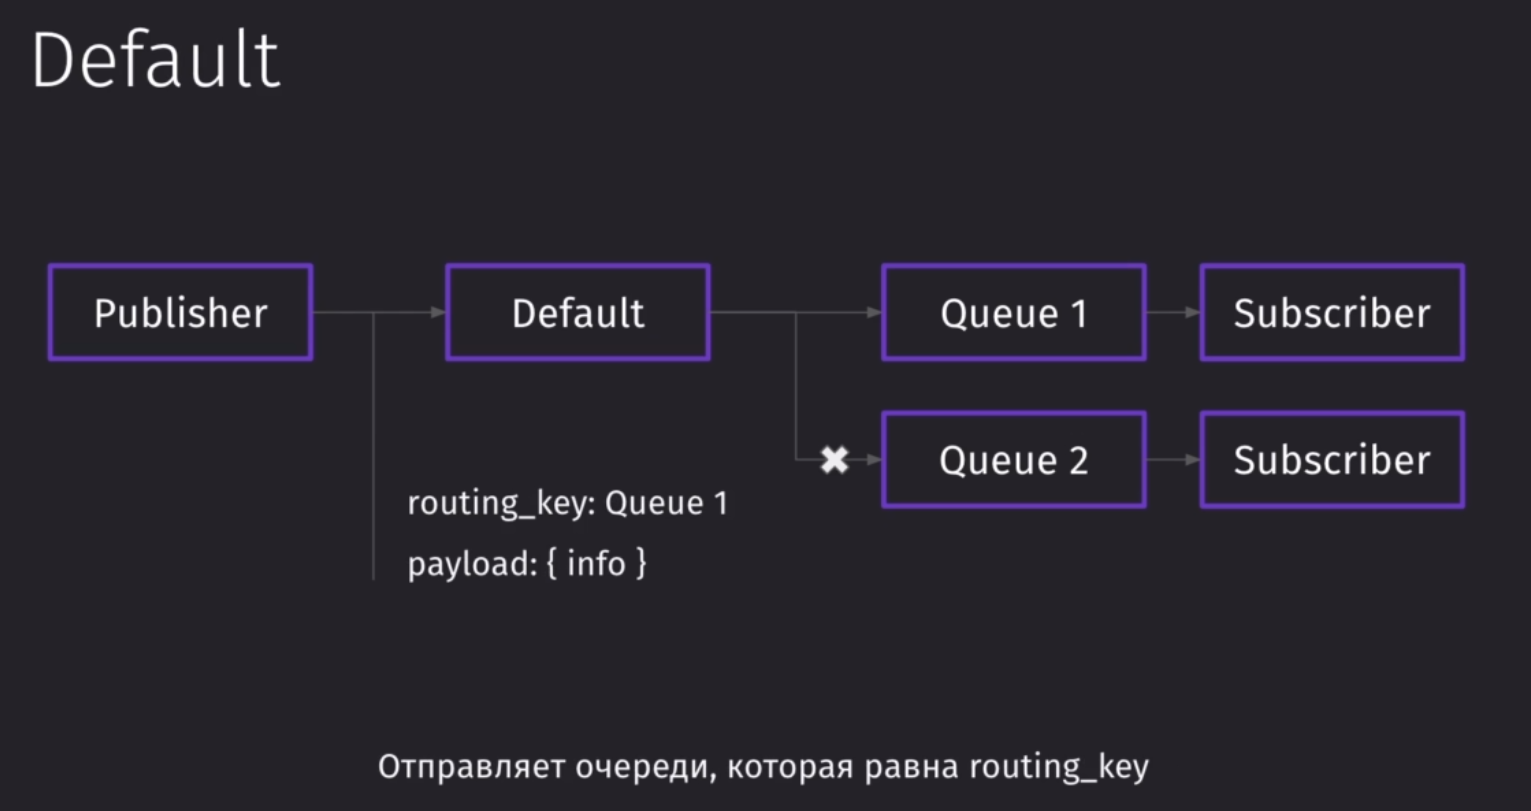 Default
Publisher
Default
Queue 1
Subscriber
Queue 2
Subscriber
routing_key: Queue 1
payload: { info }
Отправляет очереди, которая равна routing_key